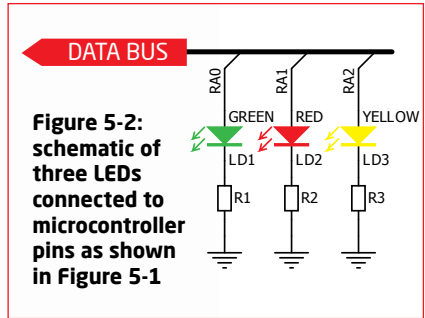 DATA BUS
RA0 RA1 RA2
GREEN RED YELLOW
LD1 LD2 LD3
R1 R2 R3
Figure 5-2:
schematic of
three LEDs
connected to
microcontroller
pins as shown
in Figure 5-1